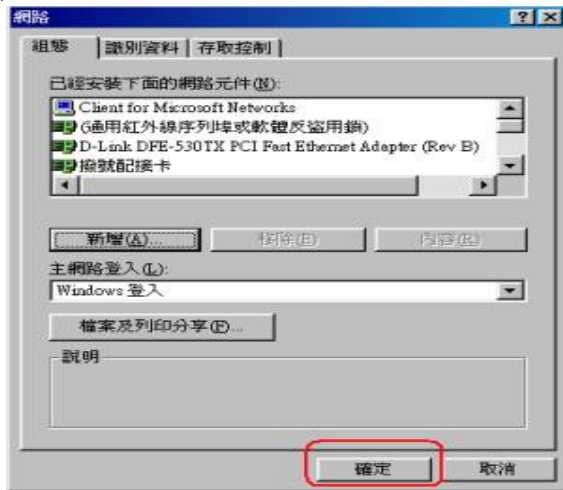 網路
組態 識別資料 存取控制
已經安裝下面的網路元件(N):
Client for Microsoft Networks
(通用紅外線序列埠或軟體反盜用鎖)
D-Link DFE-530TX PCI Fast Ethernet Adapter (Rev B)
撥號配接卡
新增(A)... 移除(E) 內容(R)
主網路登入(L):
Windows 登入
檔案及列印分享(F)...
說明
確定 取消